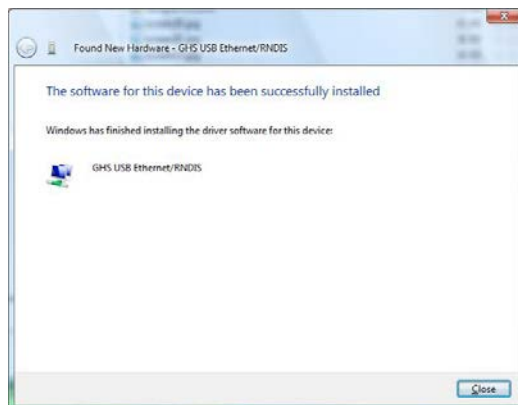 Found New Hardware - GHS USB Ethernet/RNDIS
The software for this device has been successfully installed
Windows has finished installing the driver software for this device:
GHS USB Ethernet/RNDIS
Close